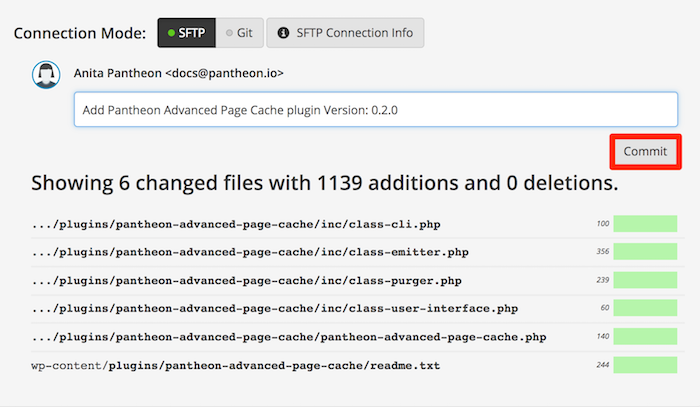 Connection Mode: SFTP Git SFTP Connection Info
Anita Pantheon <docs@pantheon.io>
Add Pantheon Advanced Page Cache plugin Version: 0.2.0
Commit
Showing 6 changed files with 1139 additions and 0 deletions.
.../plugins/pantheon-advanced-page-cache/inc/class-cli.php 100
.../plugins/pantheon-advanced-page-cache/inc/class-emitter.php 356
.../plugins/pantheon-advanced-page-cache/inc/class-purger.php 239
.../plugins/pantheon-advanced-page-cache/inc/class-user-interface.php 60
.../plugins/pantheon-advanced-page-cache/pantheon-advanced-page-cache.php 140
wp-content/plugins/pantheon-advanced-page-cache/readme.txt 244